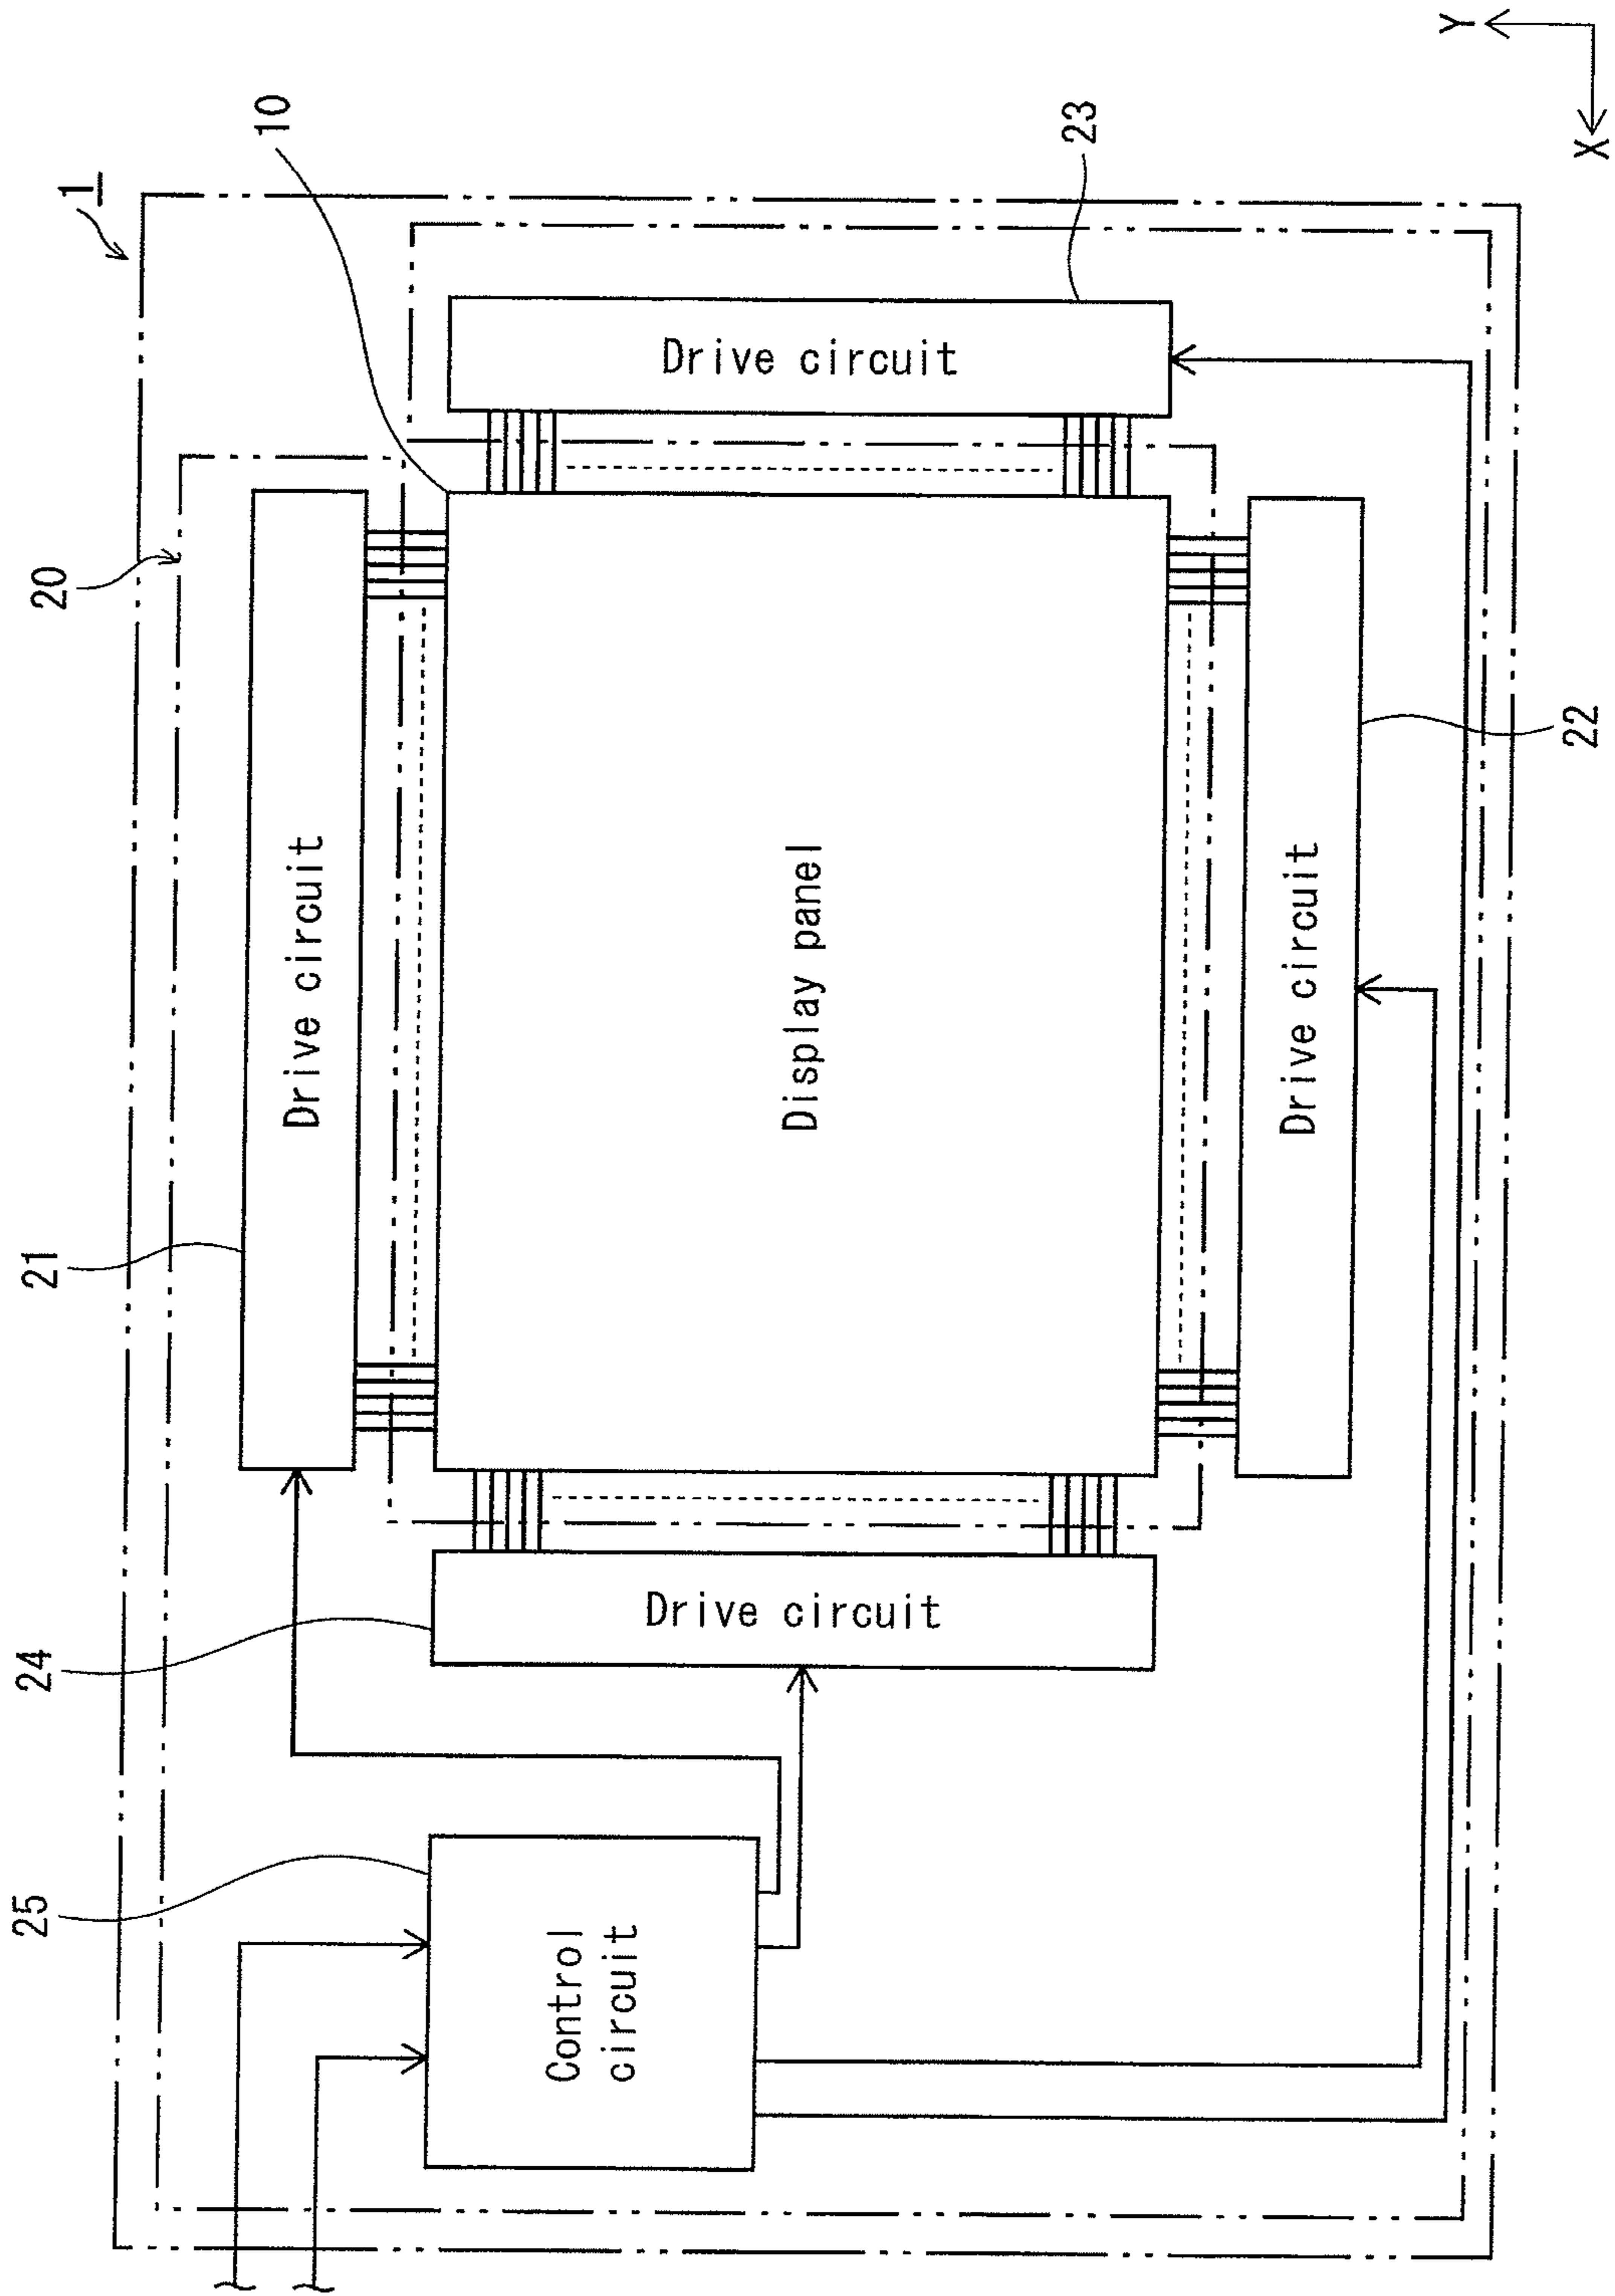 1
10
20
21
Drive circuit
23
Drive circuit
Display panel
24
Drive circuit
22
Drive circuit
25
Control
circuit
Y
X